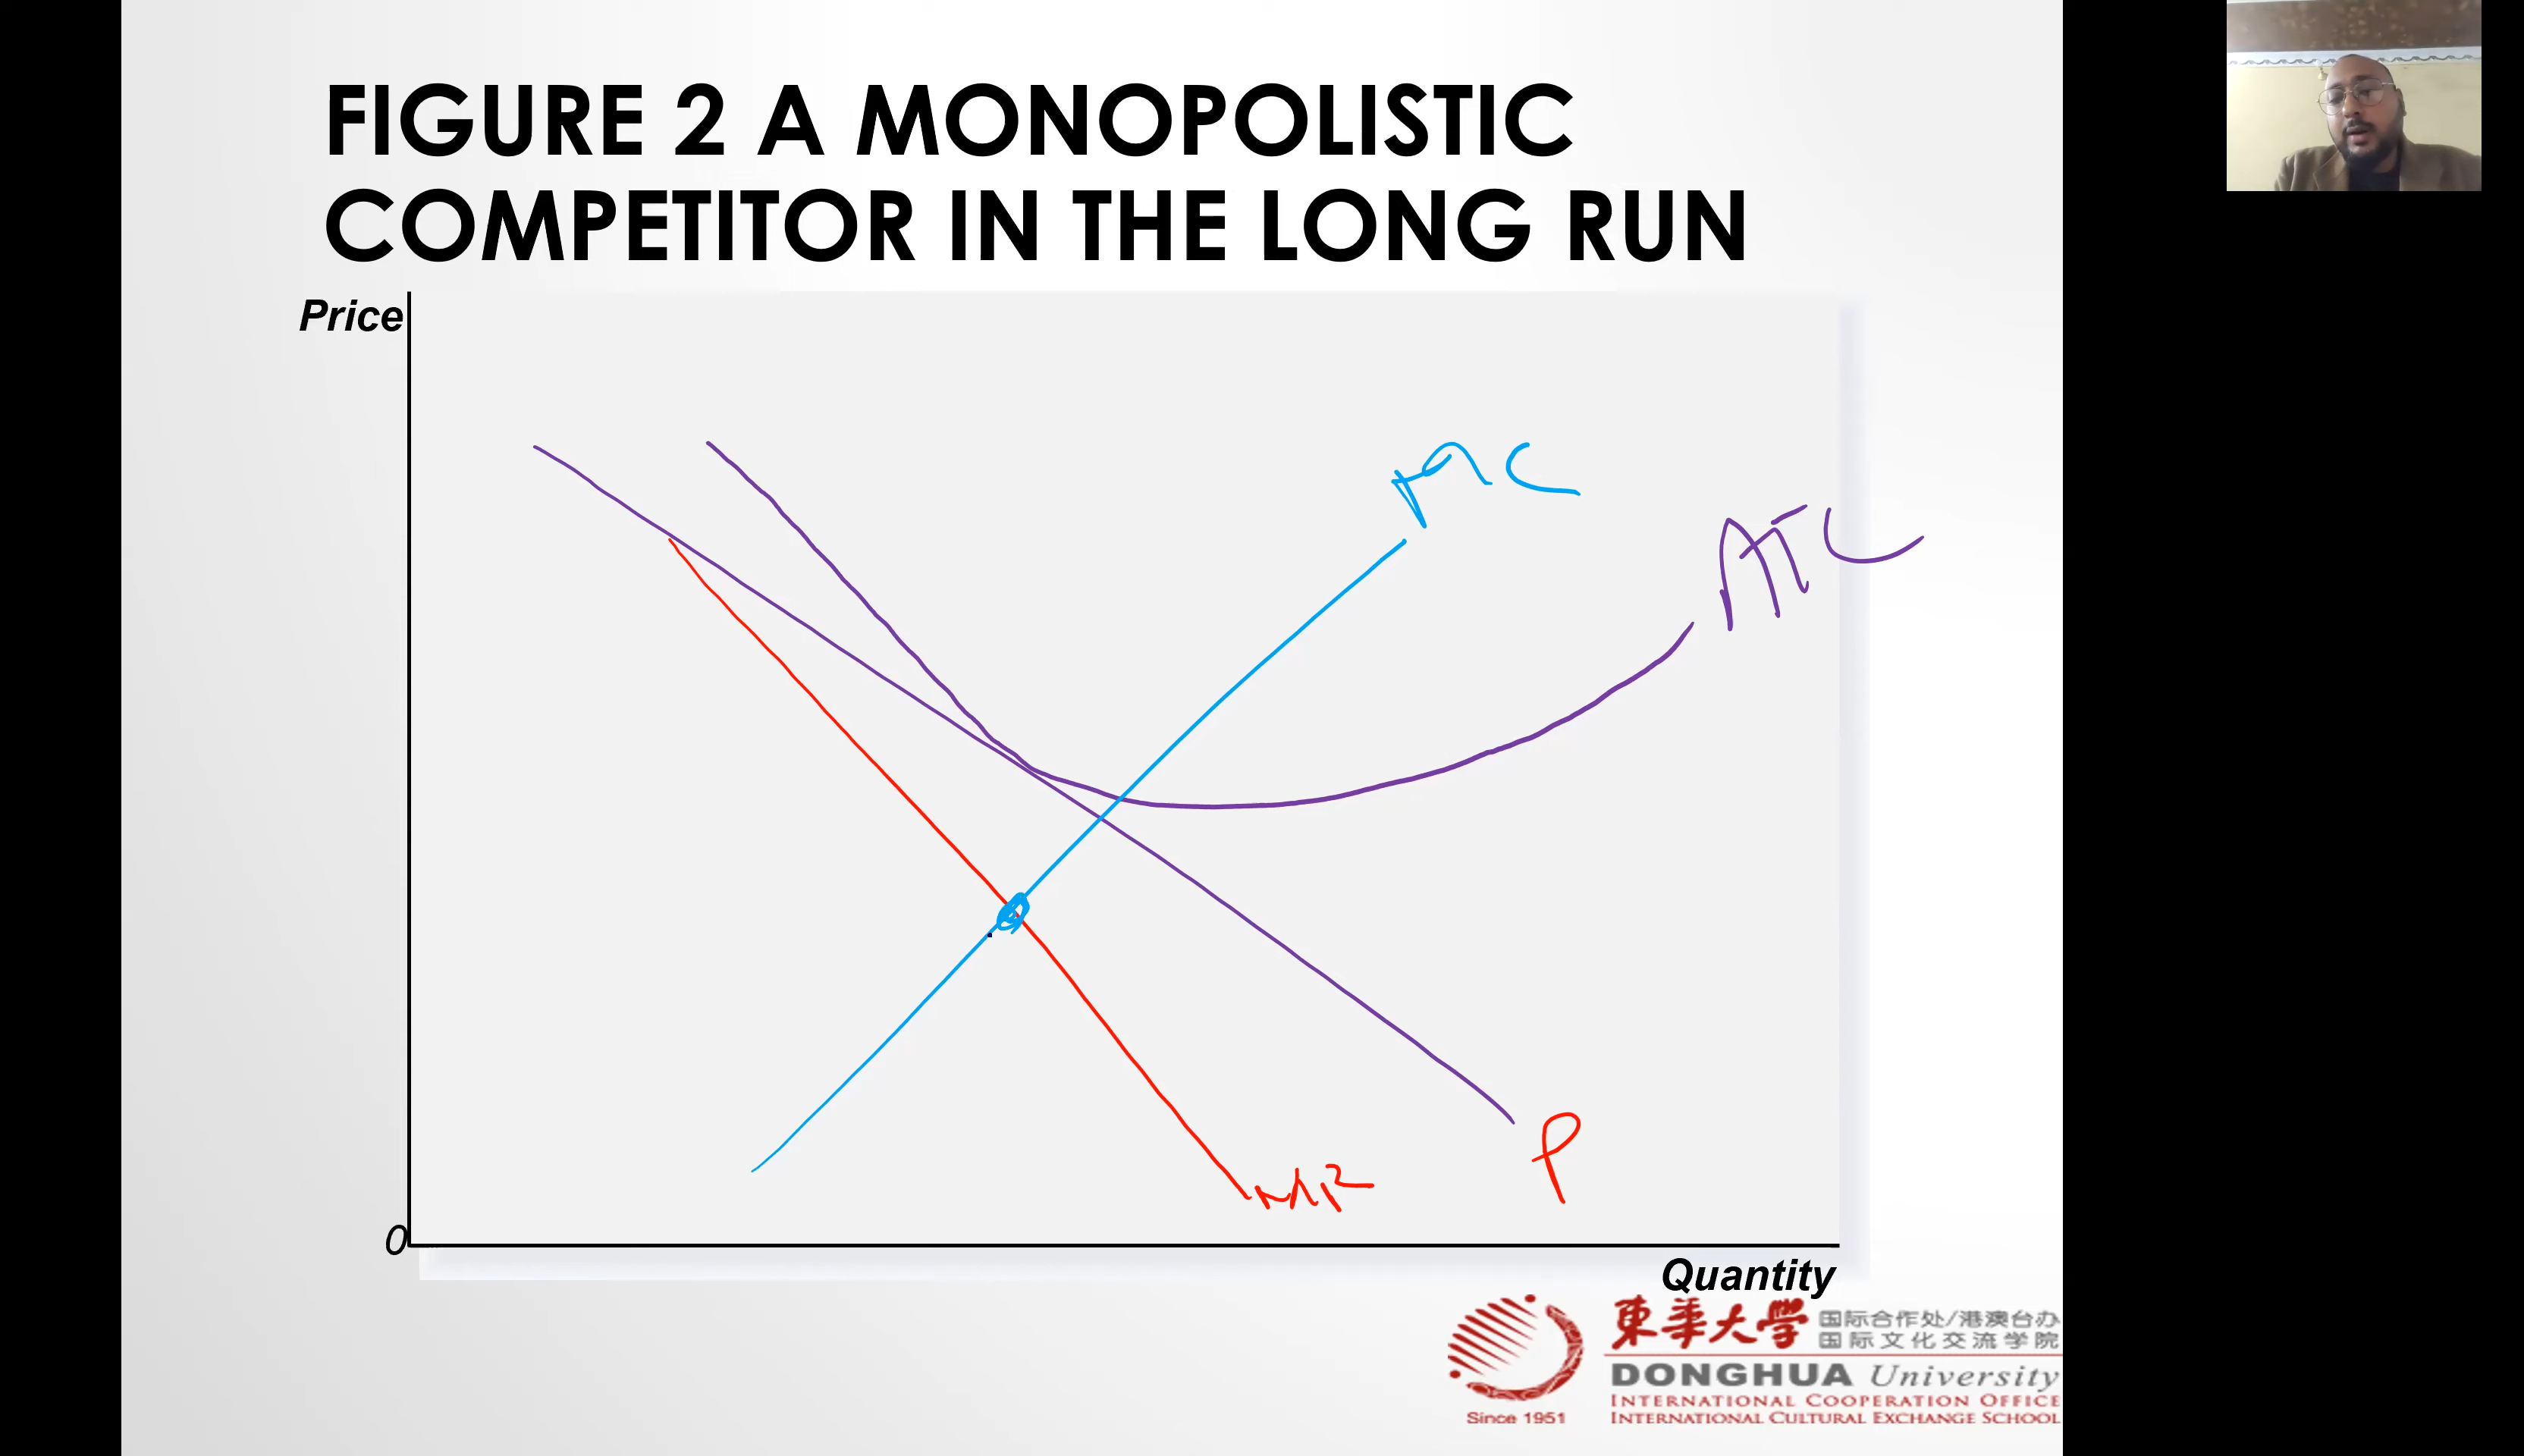 FIGURE 2 A MONOPOLISTIC
COMPETITOR IN THE LONG RUN
Price
MC
ATC
P
MR
0
Quantity
東華大學
国际合作处/港澳台办
国际文化交流学院
DONGHUA University
INTERNATIONAL COOPERATION OFFICE
INTERNATIONAL CULTURAL EXCHANGE SCHOOL
Since 1951